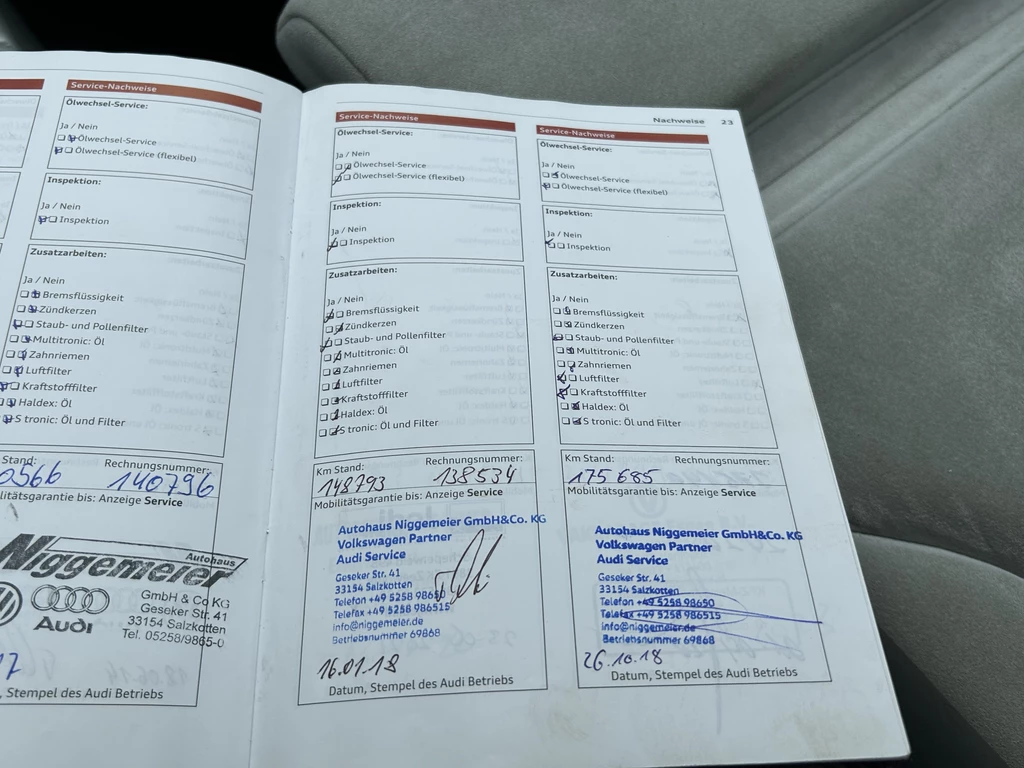 Service-Nachweise
Ölwechsel-Service:
Ja / Nein
Ölwechsel-Service
Ölwechsel-Service (flexibel)
Inspektion:
Ja / Nein
Inspektion
Zusatzarbeiten:
Ja / Nein
Bremsflüssigkeit
Zündkerzen
Staub- und Pollenfilter
Multitronic: Öl
Zahnriemen
Luftfilter
Kraftstofffilter
Haldex: Öl
S tronic: Öl und Filter
Stand: Rechnungsnummer:
0566 140796
litätsgarantie bis: Anzeige Service
Autohaus
Niggemeier
GmbH & Co KG
Geseker Str. 41
33154 Salzkotten
Tel. 05258/9865-0
Audi
, Stempel des Audi Betriebs
Service-Nachweise
Ölwechsel-Service:
Ja / Nein
Ölwechsel-Service
Ölwechsel-Service (flexibel)
Inspektion:
Ja / Nein
Inspektion
Zusatzarbeiten:
Ja / Nein
Bremsflüssigkeit
Zündkerzen
Staub- und Pollenfilter
Multitronic: Öl
Zahnriemen
Luftfilter
Kraftstofffilter
Haldex: Öl
S tronic: Öl und Filter
Km Stand: Rechnungsnummer:
148793 138534
Mobilitätsgarantie bis: Anzeige Service
Autohaus Niggemeier GmbH&Co. KG
Volkswagen Partner
Audi Service
Geseker Str. 41
33154 Salzkotten
Telefon +49 5258 98650
Telefax +49 5258 986515
info@niggemeier.de
Betriebsnummer 69868
16.01.18
Datum, Stempel des Audi Betriebs
Nachweise 23
Service-Nachweise
Ölwechsel-Service:
Ja / Nein
Ölwechsel-Service
Ölwechsel-Service (flexibel)
Inspektion:
Ja / Nein
Inspektion
Zusatzarbeiten:
Ja / Nein
Bremsflüssigkeit
Zündkerzen
Staub- und Pollenfilter
Multitronic: Öl
Zahnriemen
Luftfilter
Kraftstofffilter
Haldex: Öl
S tronic: Öl und Filter
Km Stand: Rechnungsnummer:
175685
Mobilitätsgarantie bis: Anzeige Service
Autohaus Niggemeier GmbH&Co. KG
Volkswagen Partner
Audi Service
Geseker Str. 41
33154 Salzkotten
Telefon +49 5258 98650
Telefax +49 5258 986515
info@niggemeier.de
Betriebsnummer 69868
26.10.18
Datum, Stempel des Audi Betriebs